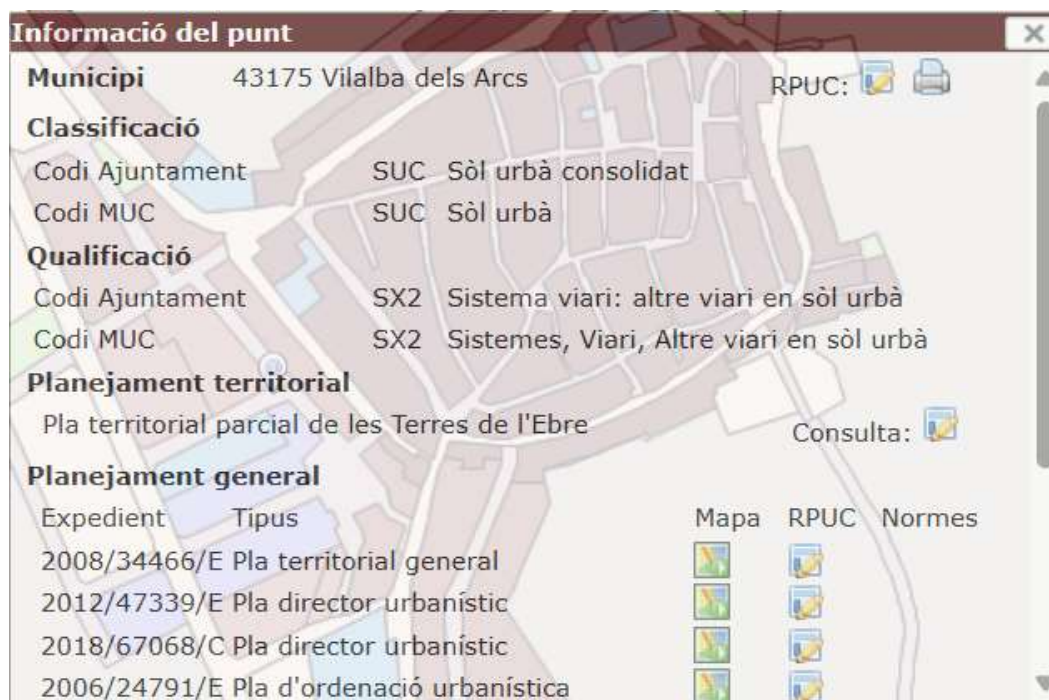 Informació del punt
Municipi 43175 Vilalba dels Arcs RPUC:
Classificació
Codi Ajuntament SUC Sòl urbà consolidat
Codi MUC SUC Sòl urbà
Qualificació
Codi Ajuntament SX2 Sistema viari: altre viari en sòl urbà
Codi MUC SX2 Sistemes, Viari, Altre viari en sòl urbà
Planejament territorial
Pla territorial parcial de les Terres de l'Ebre Consulta:
Planejament general
Expedient Tipus Mapa RPUC Normes
2008/34466/E Pla territorial general
2012/47339/E Pla director urbanístic
2018/67068/C Pla director urbanístic
2006/24791/E Pla d'ordenació urbanística